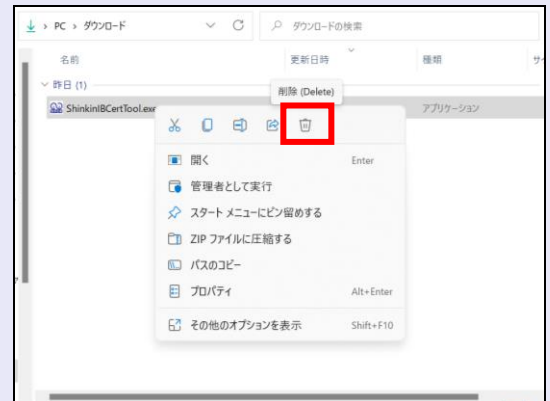 PC > ダウンロード
ダウンロードの検索
名前 更新日時 種類 サイ
昨日 (1)
削除 (Delete)
ShinkinIBCertTool.exe アプリケーション
開く Enter
管理者として実行
スタート メニューにピン留めする
ZIP ファイルに圧縮する
パスのコピー
プロパティ Alt+Enter
その他のオプションを表示 Shift+F10